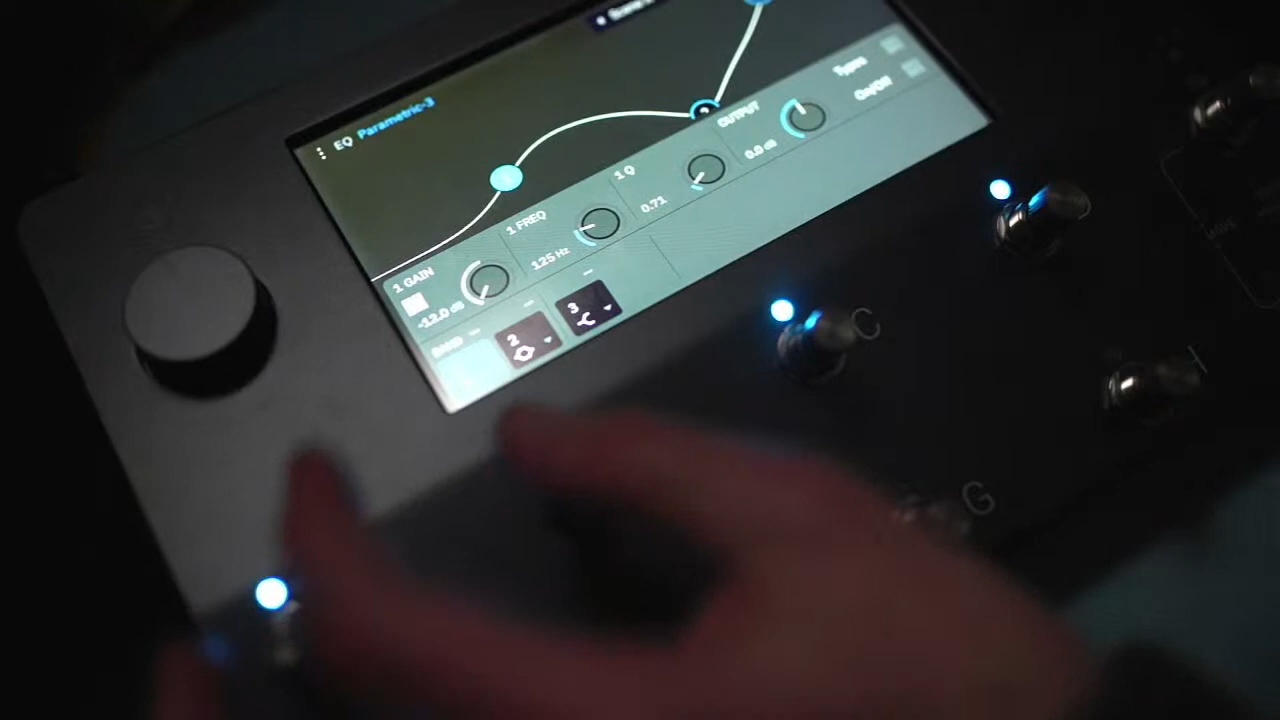 EQ Parametric-3
1 GAIN
-12.0 dB
1 FREQ
125 Hz
1 Q
0.71
OUTPUT
0.0 dB
Types
On/Off
BAND
2
3
C
G